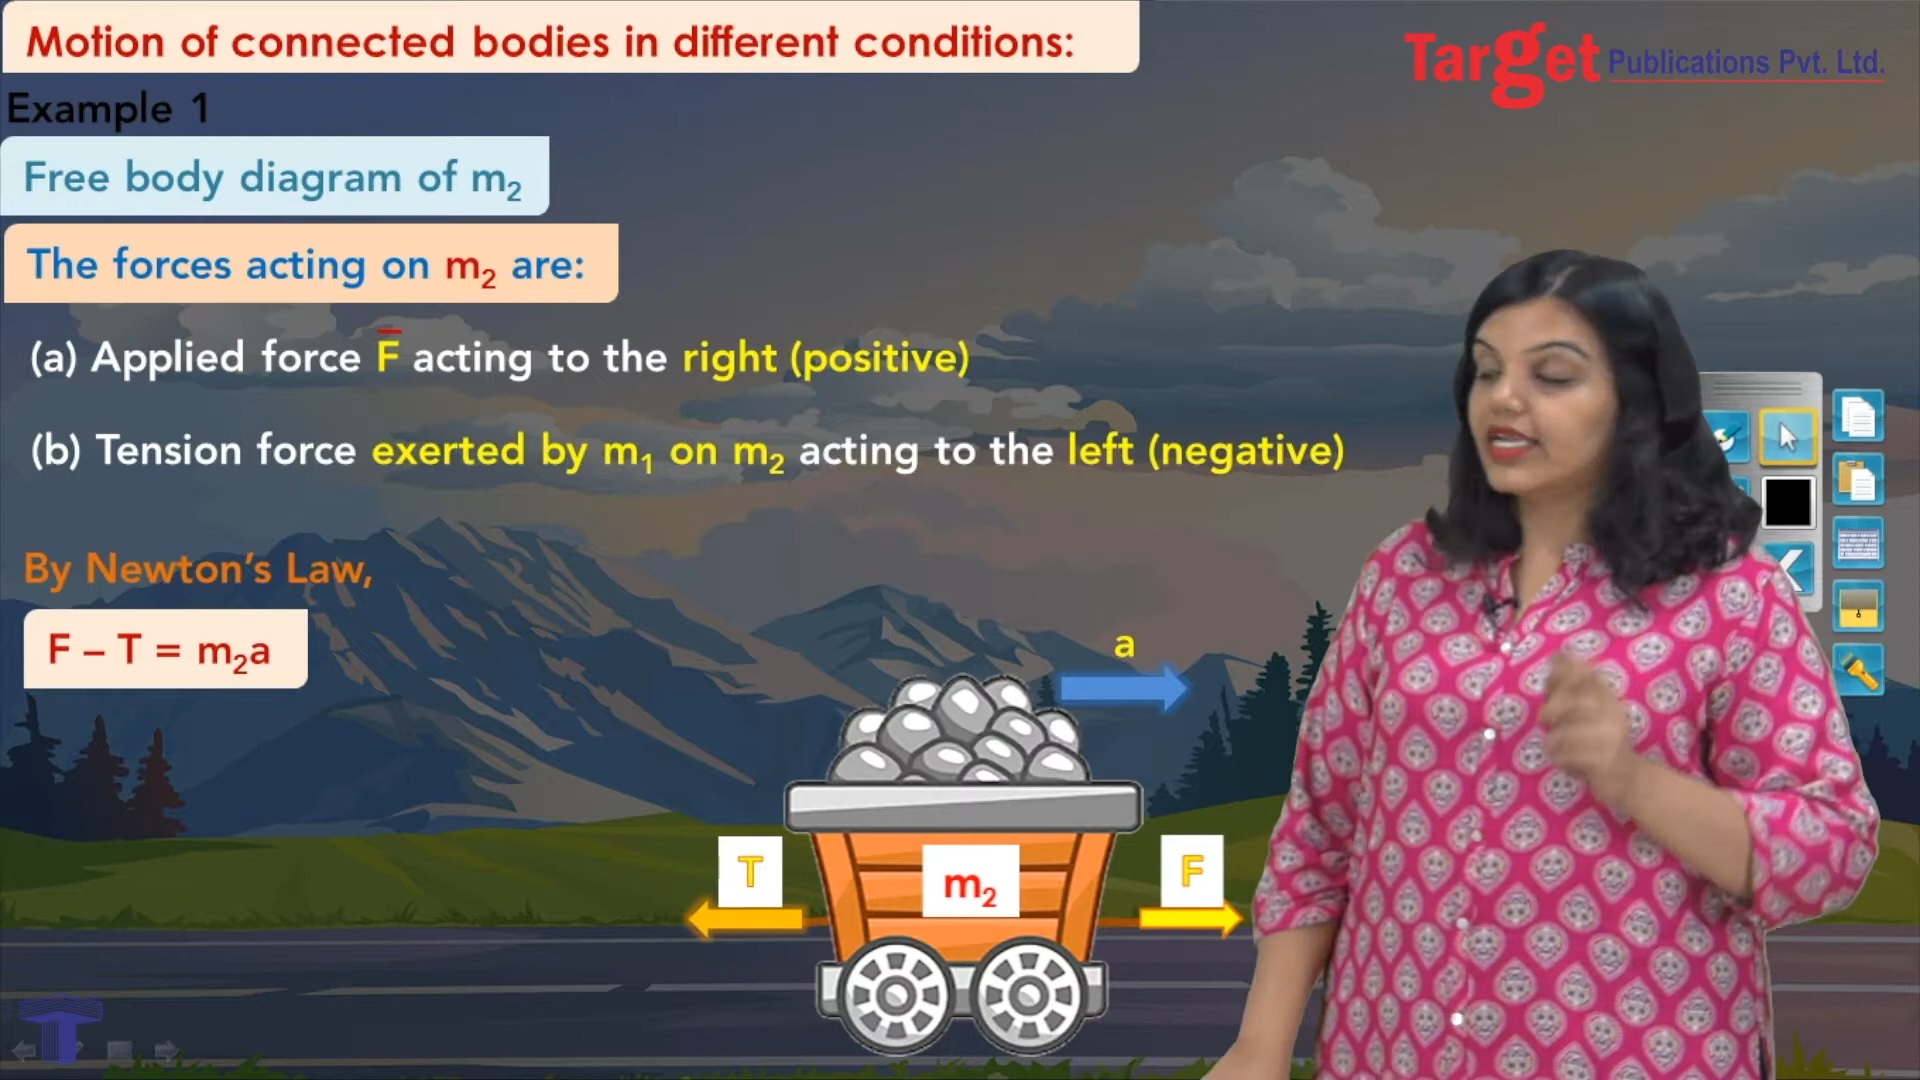 Motion of connected bodies in different conditions:
Target Publications Pvt. Ltd.
Example 1
Free body diagram of m₂
The forces acting on m₂ are:
(a) Applied force F̅ acting to the right (positive)
(b) Tension force exerted by m₁ on m₂ acting to the left (negative)
By Newton's Law,
F – T = m₂a
a
T
m₂
F
T